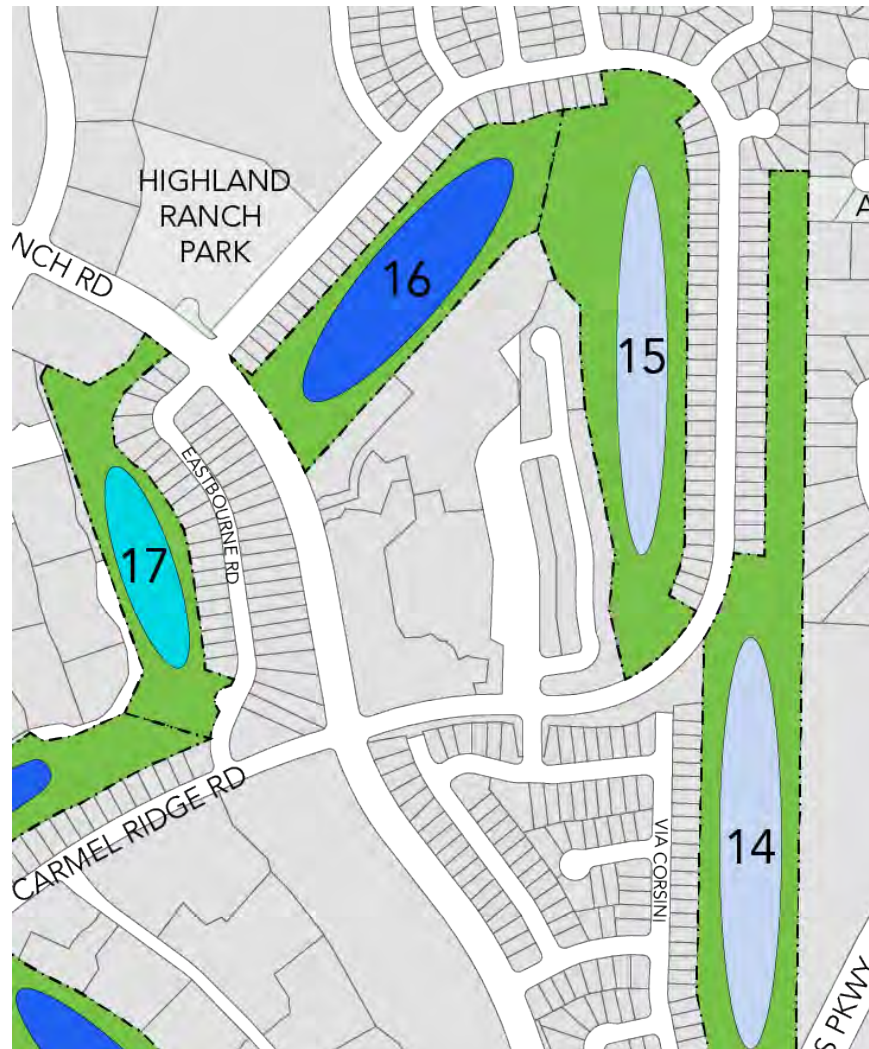 HIGHLAND
RANCH
PARK
A
NCH RD
16
15
EASTBOURNE RD
17
CARMEL RIDGE RD
VIA CORSINI
14
S PKWY